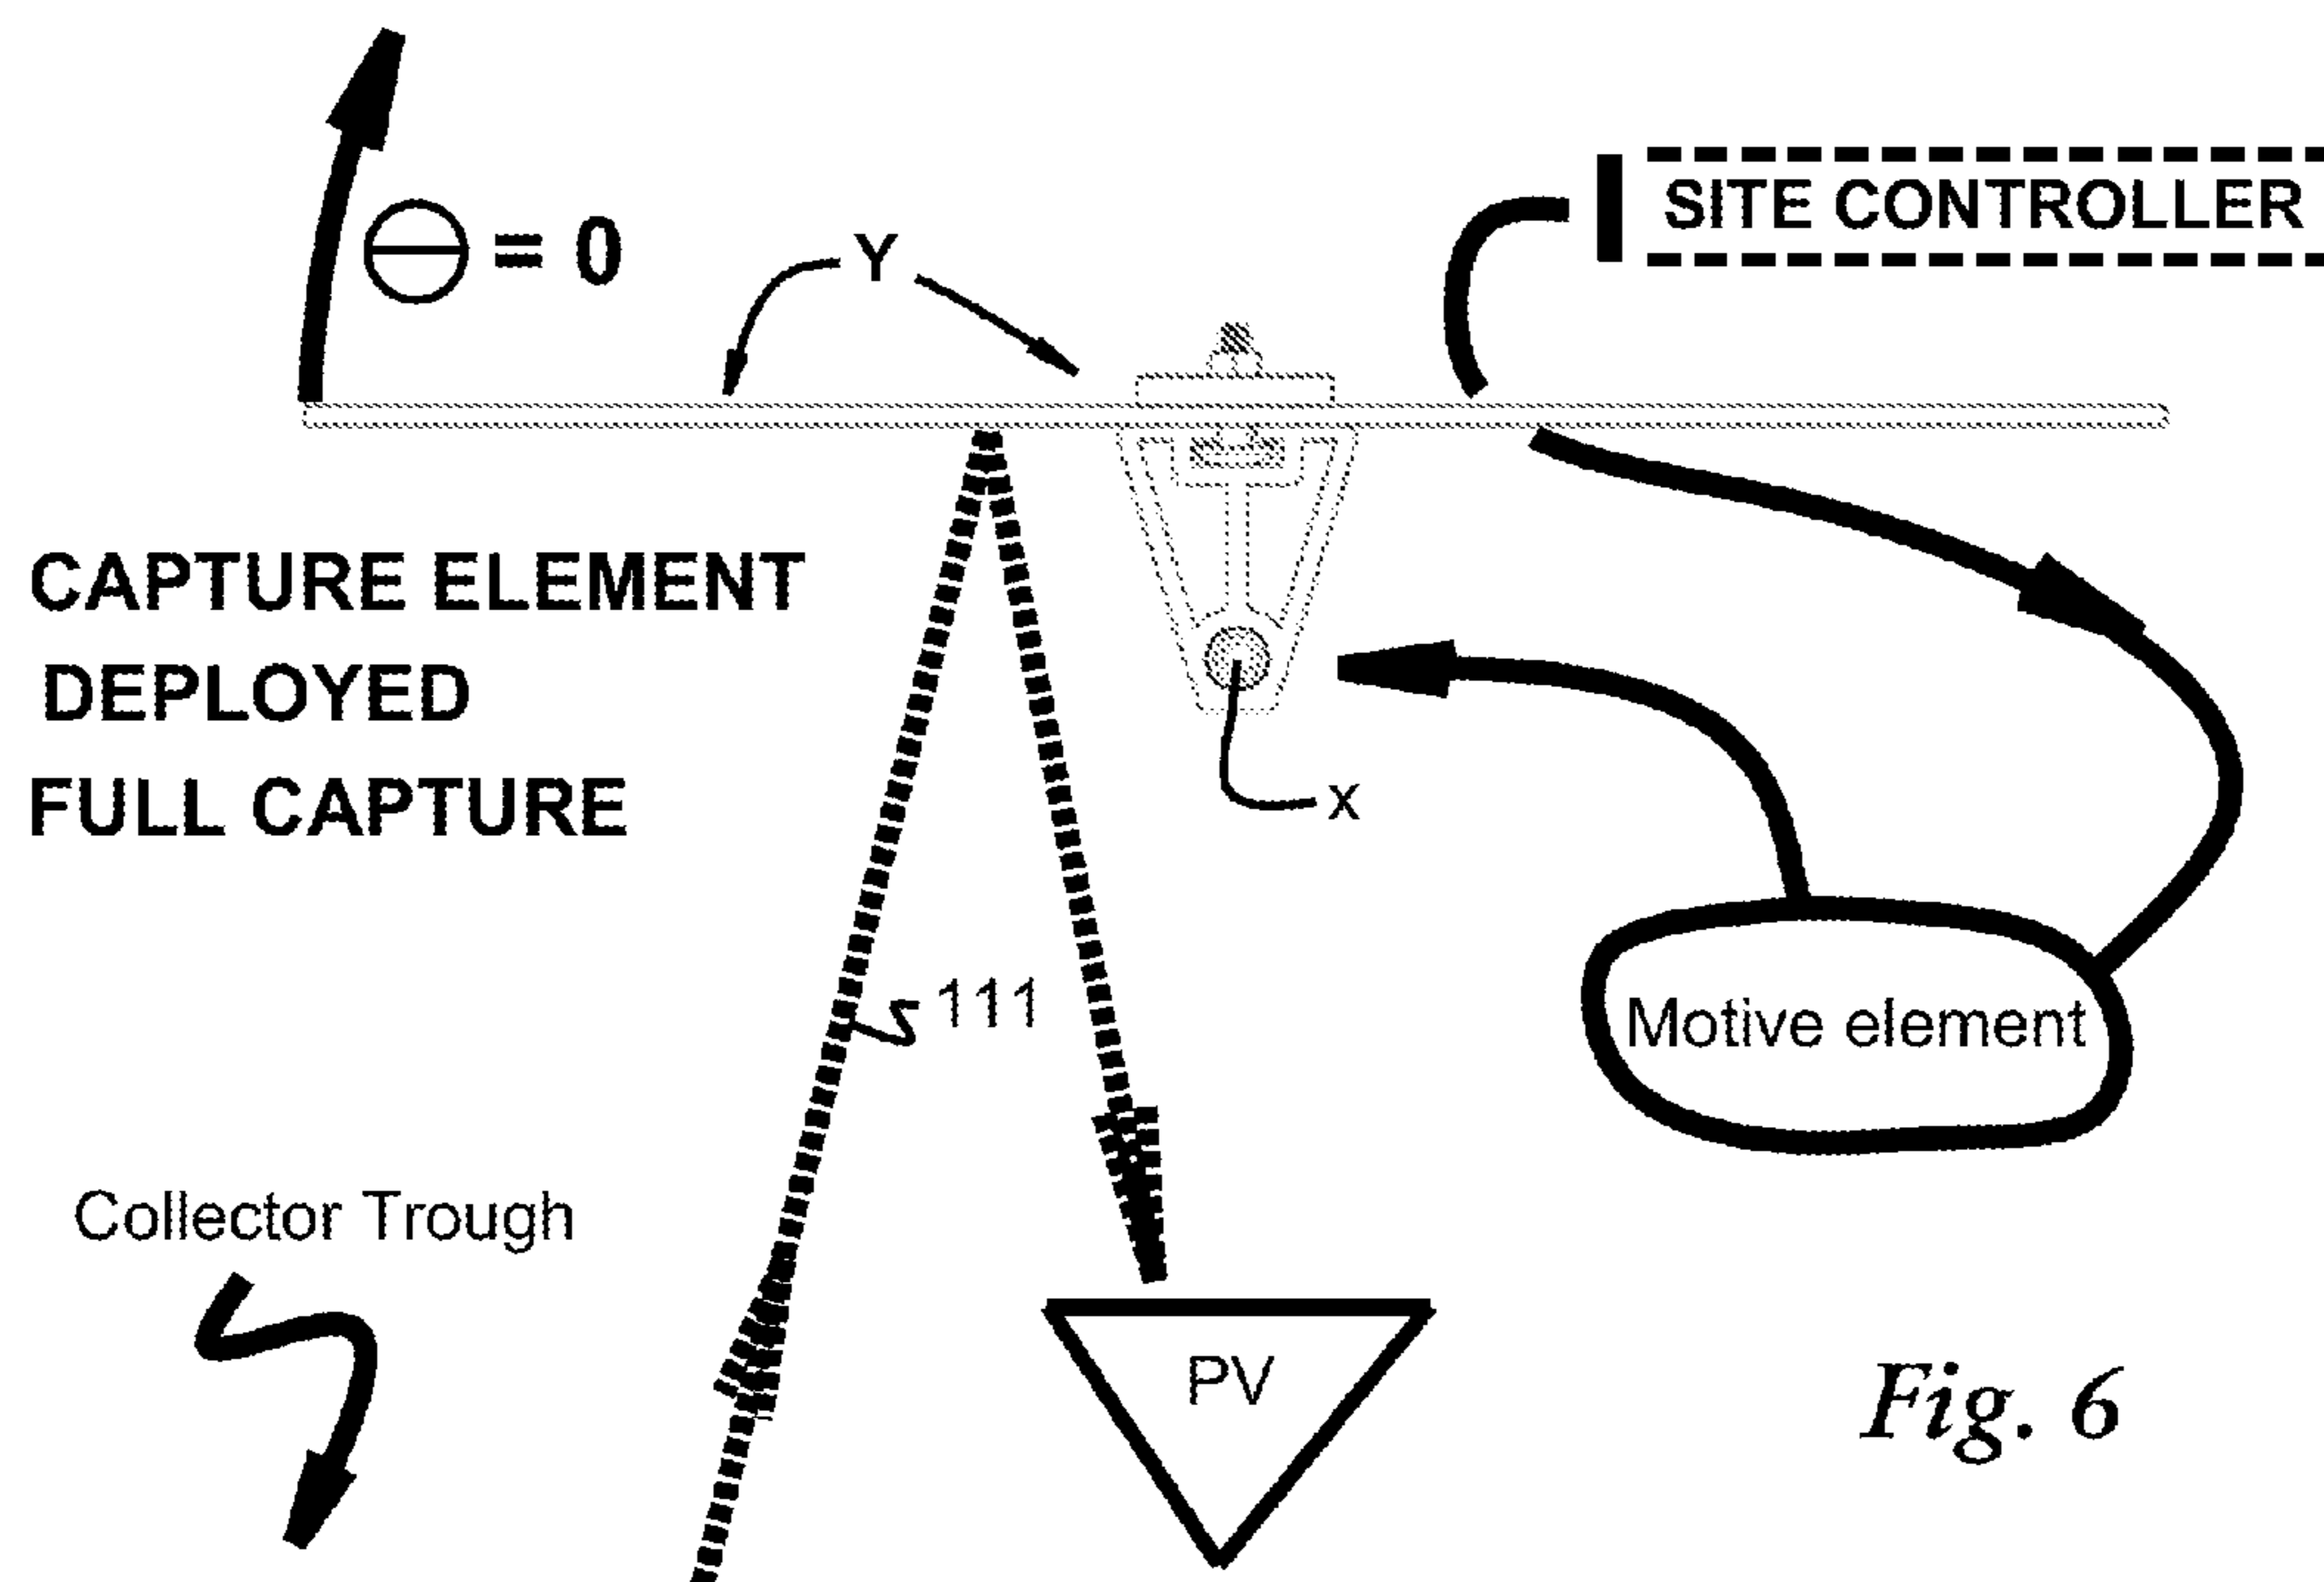 Θ = 0
Y
SITE CONTROLLER
CAPTURE ELEMENT
DEPLOYED
FULL CAPTURE
X
111
Motive element
Collector Trough
PV
Fig. 6